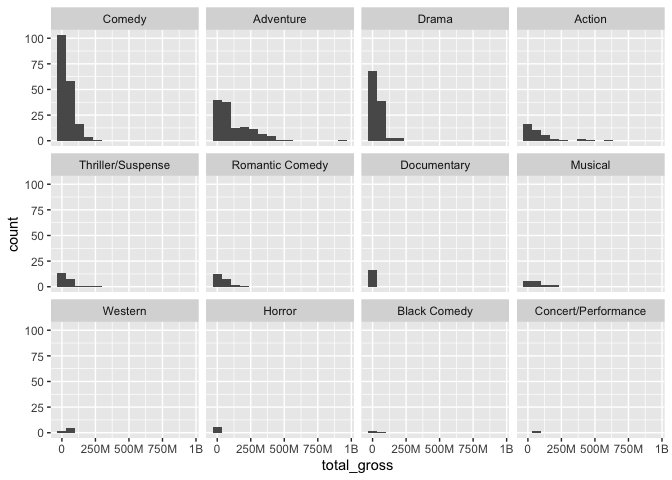 Comedy Adventure Drama Action
100
75
50
25
0
Thriller/Suspense Romantic Comedy Documentary Musical
100
75
50
25
0
count
Western Horror Black Comedy Concert/Performance
100
75
50
25
0
0 250M 500M 750M 1B 0 250M 500M 750M 1B 0 250M 500M 750M 1B 0 250M 500M 750M 1B
total_gross